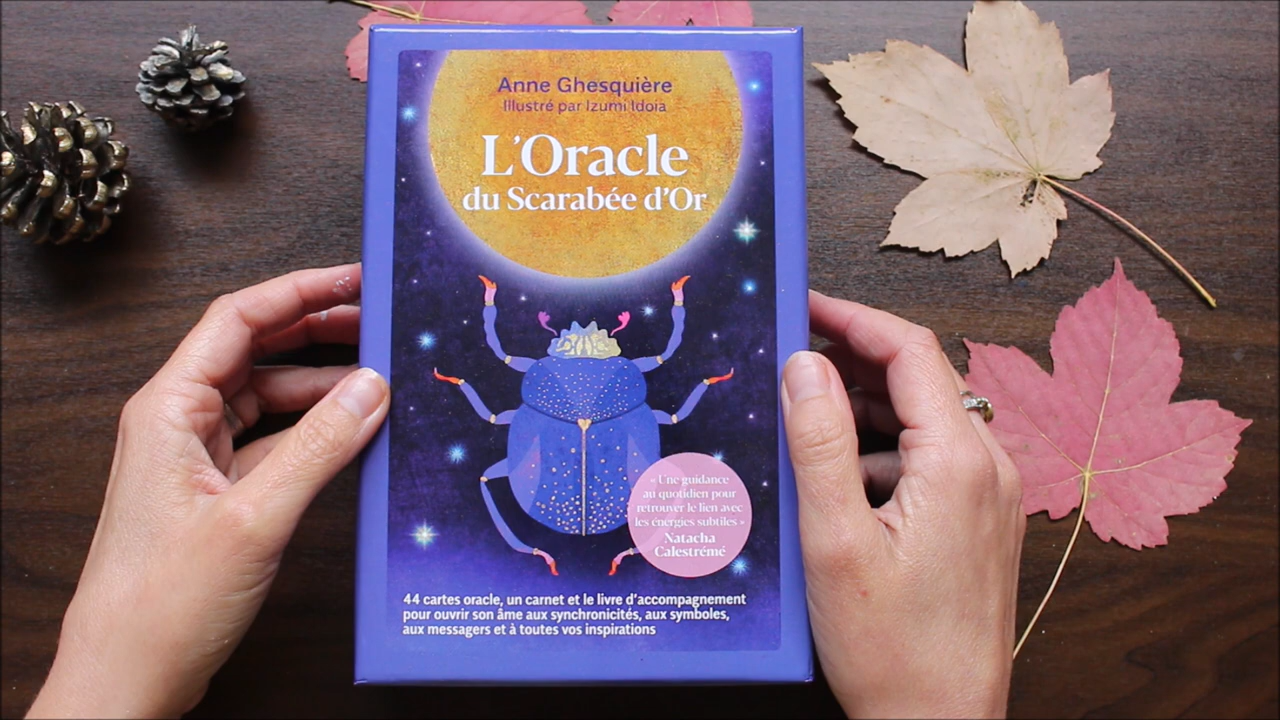 Anne Ghesquière
Illustré par Izumi Idoia
L'Oracle
du Scarabée d'Or
« Une guidance
au quotidien pour
retrouver le lien avec
les énergies subtiles »
Natacha
Calestrémé
44 cartes oracle, un carnet et le livre d'accompagnement
pour ouvrir son âme aux synchronicités, aux symboles,
aux messagers et à toutes vos inspirations